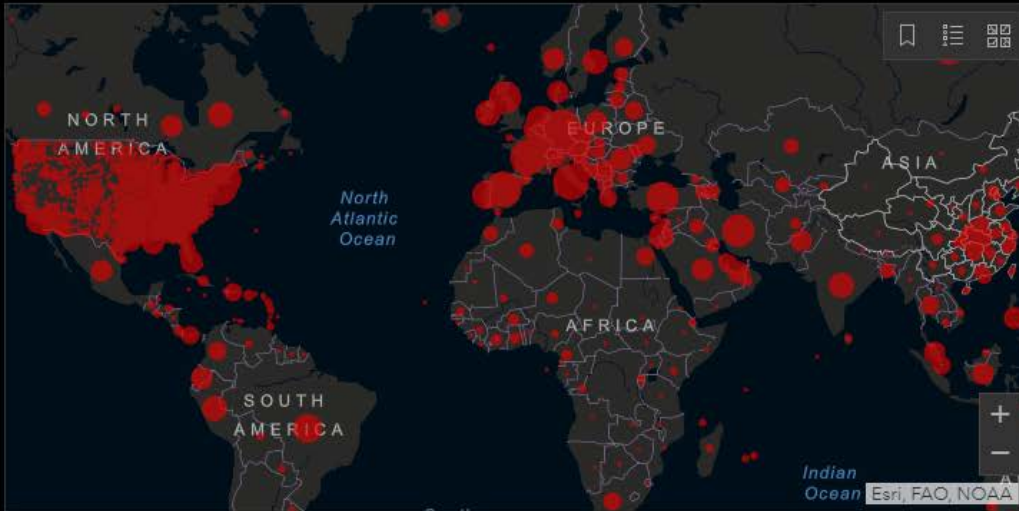 NORTH
AMERICA
EUROPE
ASIA
North
Atlantic
Ocean
AFRICA
SOUTH
AMERICA
+
−
Indian
Ocean
Esri, FAO, NOAA